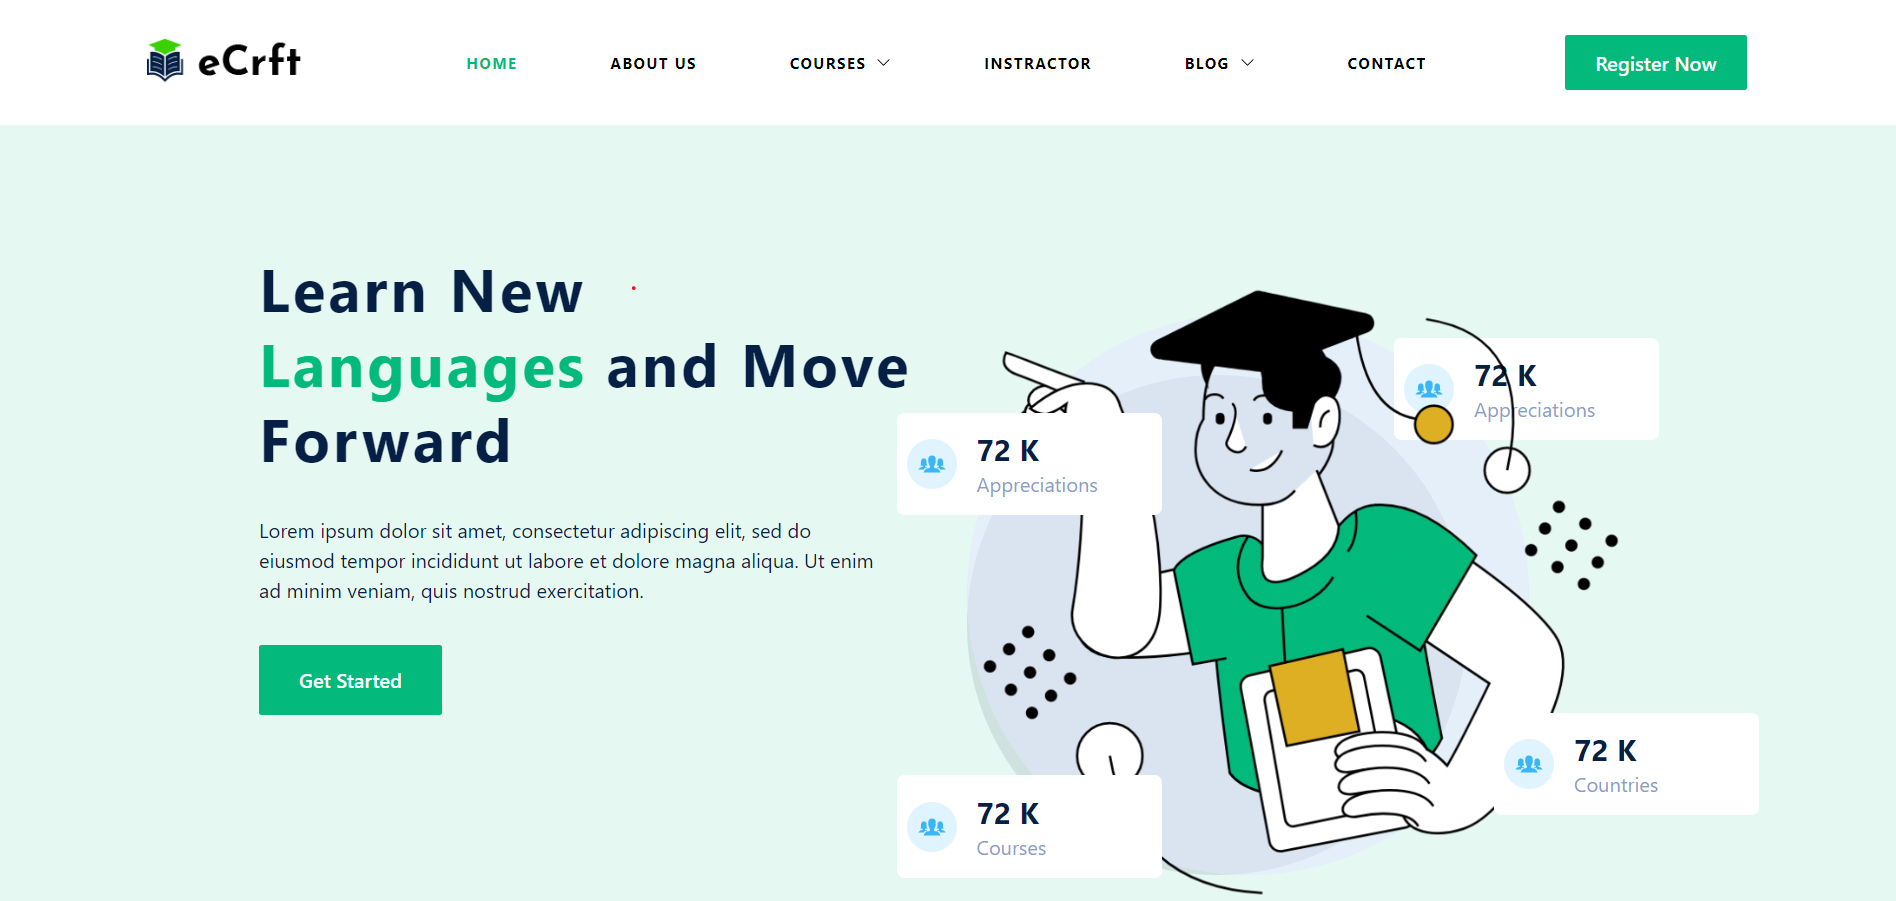 eCrft
HOME
ABOUT US
COURSES
INSTRACTOR
BLOG
CONTACT
Register Now
Learn New
Languages and Move
Forward
Lorem ipsum dolor sit amet, consectetur adipiscing elit, sed do
eiusmod tempor incididunt ut labore et dolore magna aliqua. Ut enim
ad minim veniam, quis nostrud exercitation.
Get Started
72 K
Appreciations
72 K
Appreciations
72 K
Courses
72 K
Countries